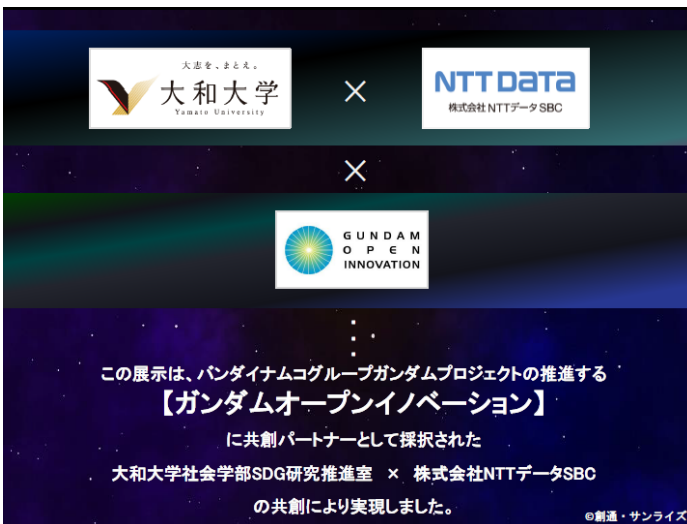 大志を、まとえ。
大和大学
Yamato University
×
NTT DATA
株式会社NTTデータSBC
×
GUNDAM
OPEN
INNOVATION
この展示は、バンダイナムコグループガンダムプロジェクトの推進する
【ガンダムオープンイノベーション】
に共創パートナーとして採択された
大和大学社会学部SDG研究推進室 × 株式会社NTTデータSBC
の共創により実現しました。
©創通・サンライズ